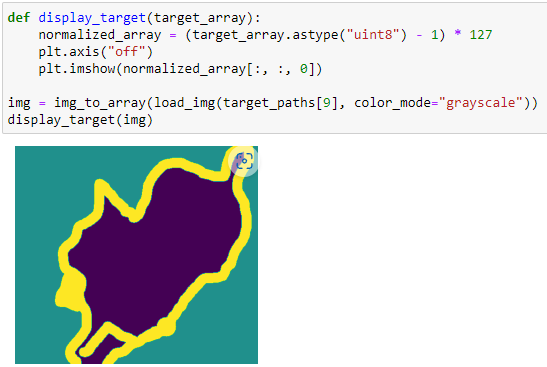 def display_target(target_array):
    normalized_array = (target_array.astype("uint8") - 1) * 127
    plt.axis("off")
    plt.imshow(normalized_array[:, :, 0])
img = img_to_array(load_img(target_paths[9], color_mode="grayscale"))
display_target(img)